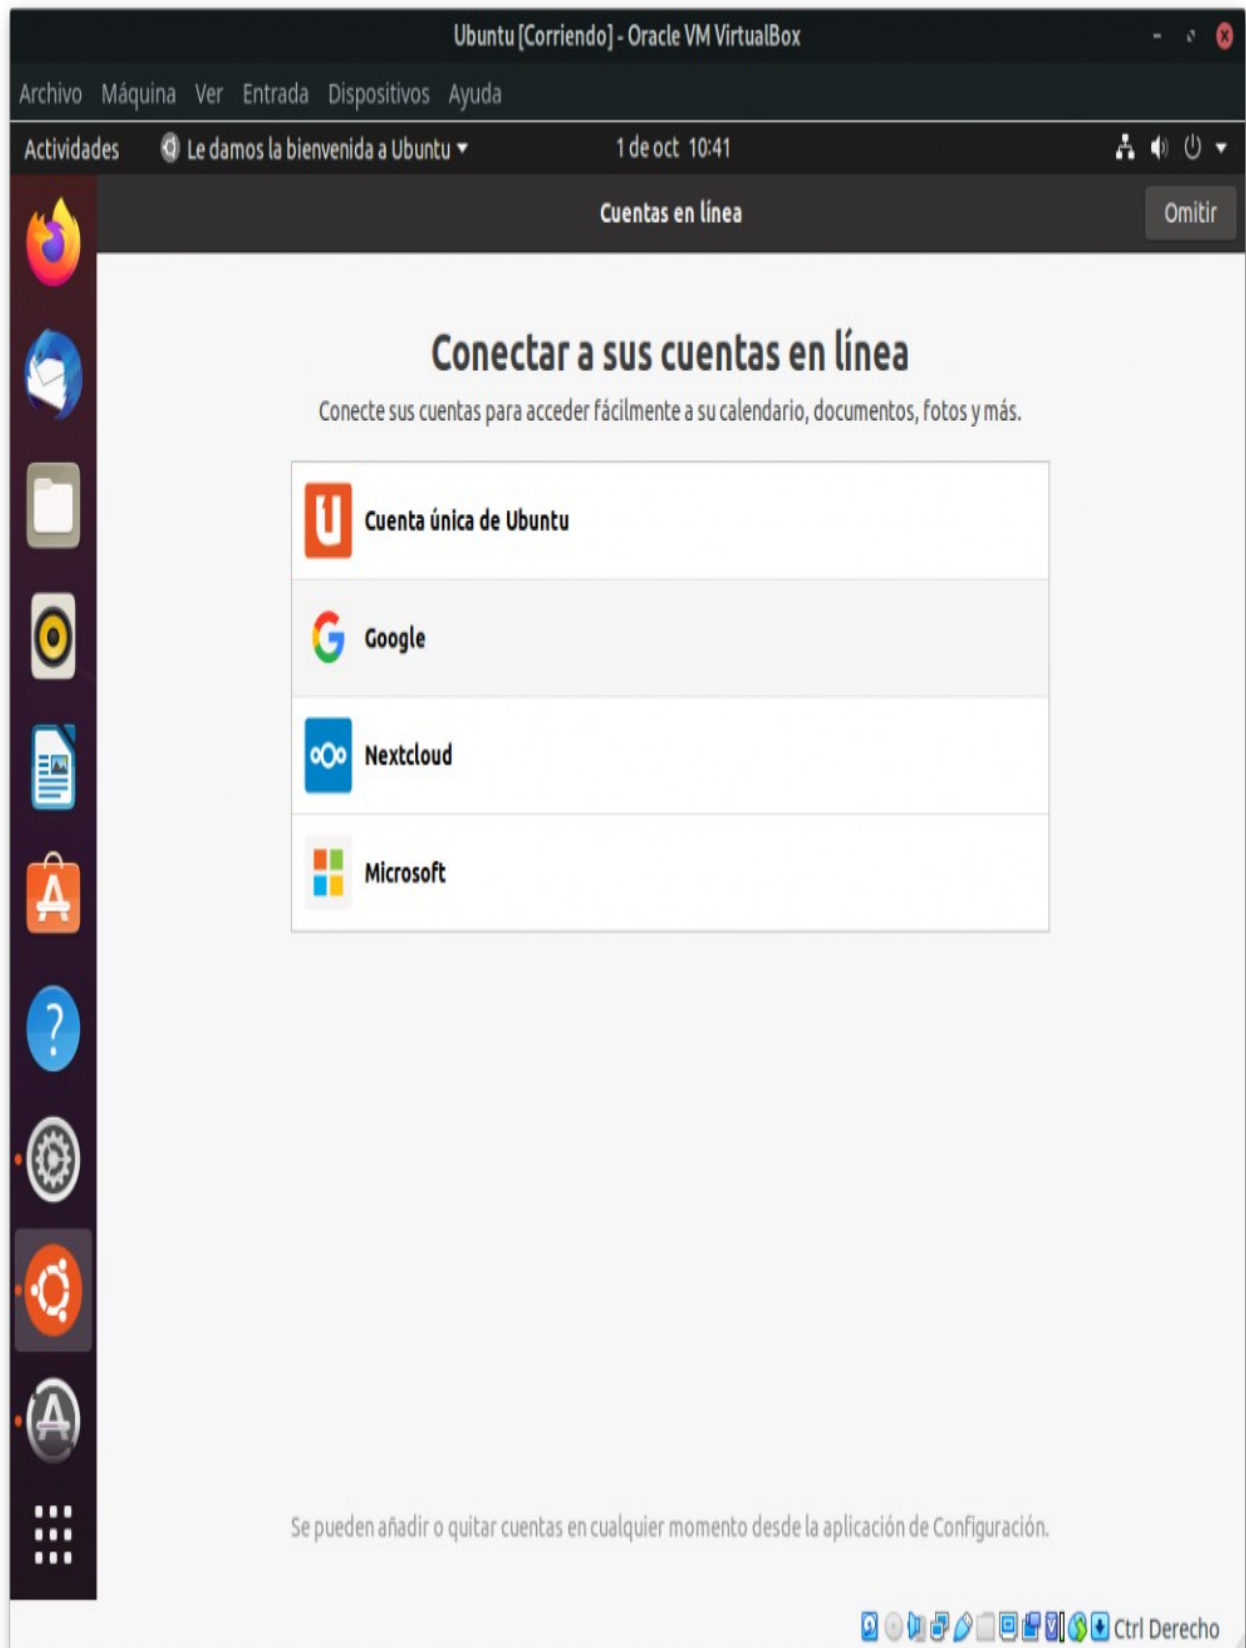 Ubuntu [Corriendo] - Oracle VM VirtualBox
Archivo Máquina Ver Entrada Dispositivos Ayuda
Actividades Le damos la bienvenida a Ubuntu 1 de oct 10:41
Cuentas en línea Omitir
Conectar a sus cuentas en línea
Conecte sus cuentas para acceder fácilmente a su calendario, documentos, fotos y más.
Cuenta única de Ubuntu
Google
Nextcloud
Microsoft
Se pueden añadir o quitar cuentas en cualquier momento desde la aplicación de Configuración.
Ctrl Derecho